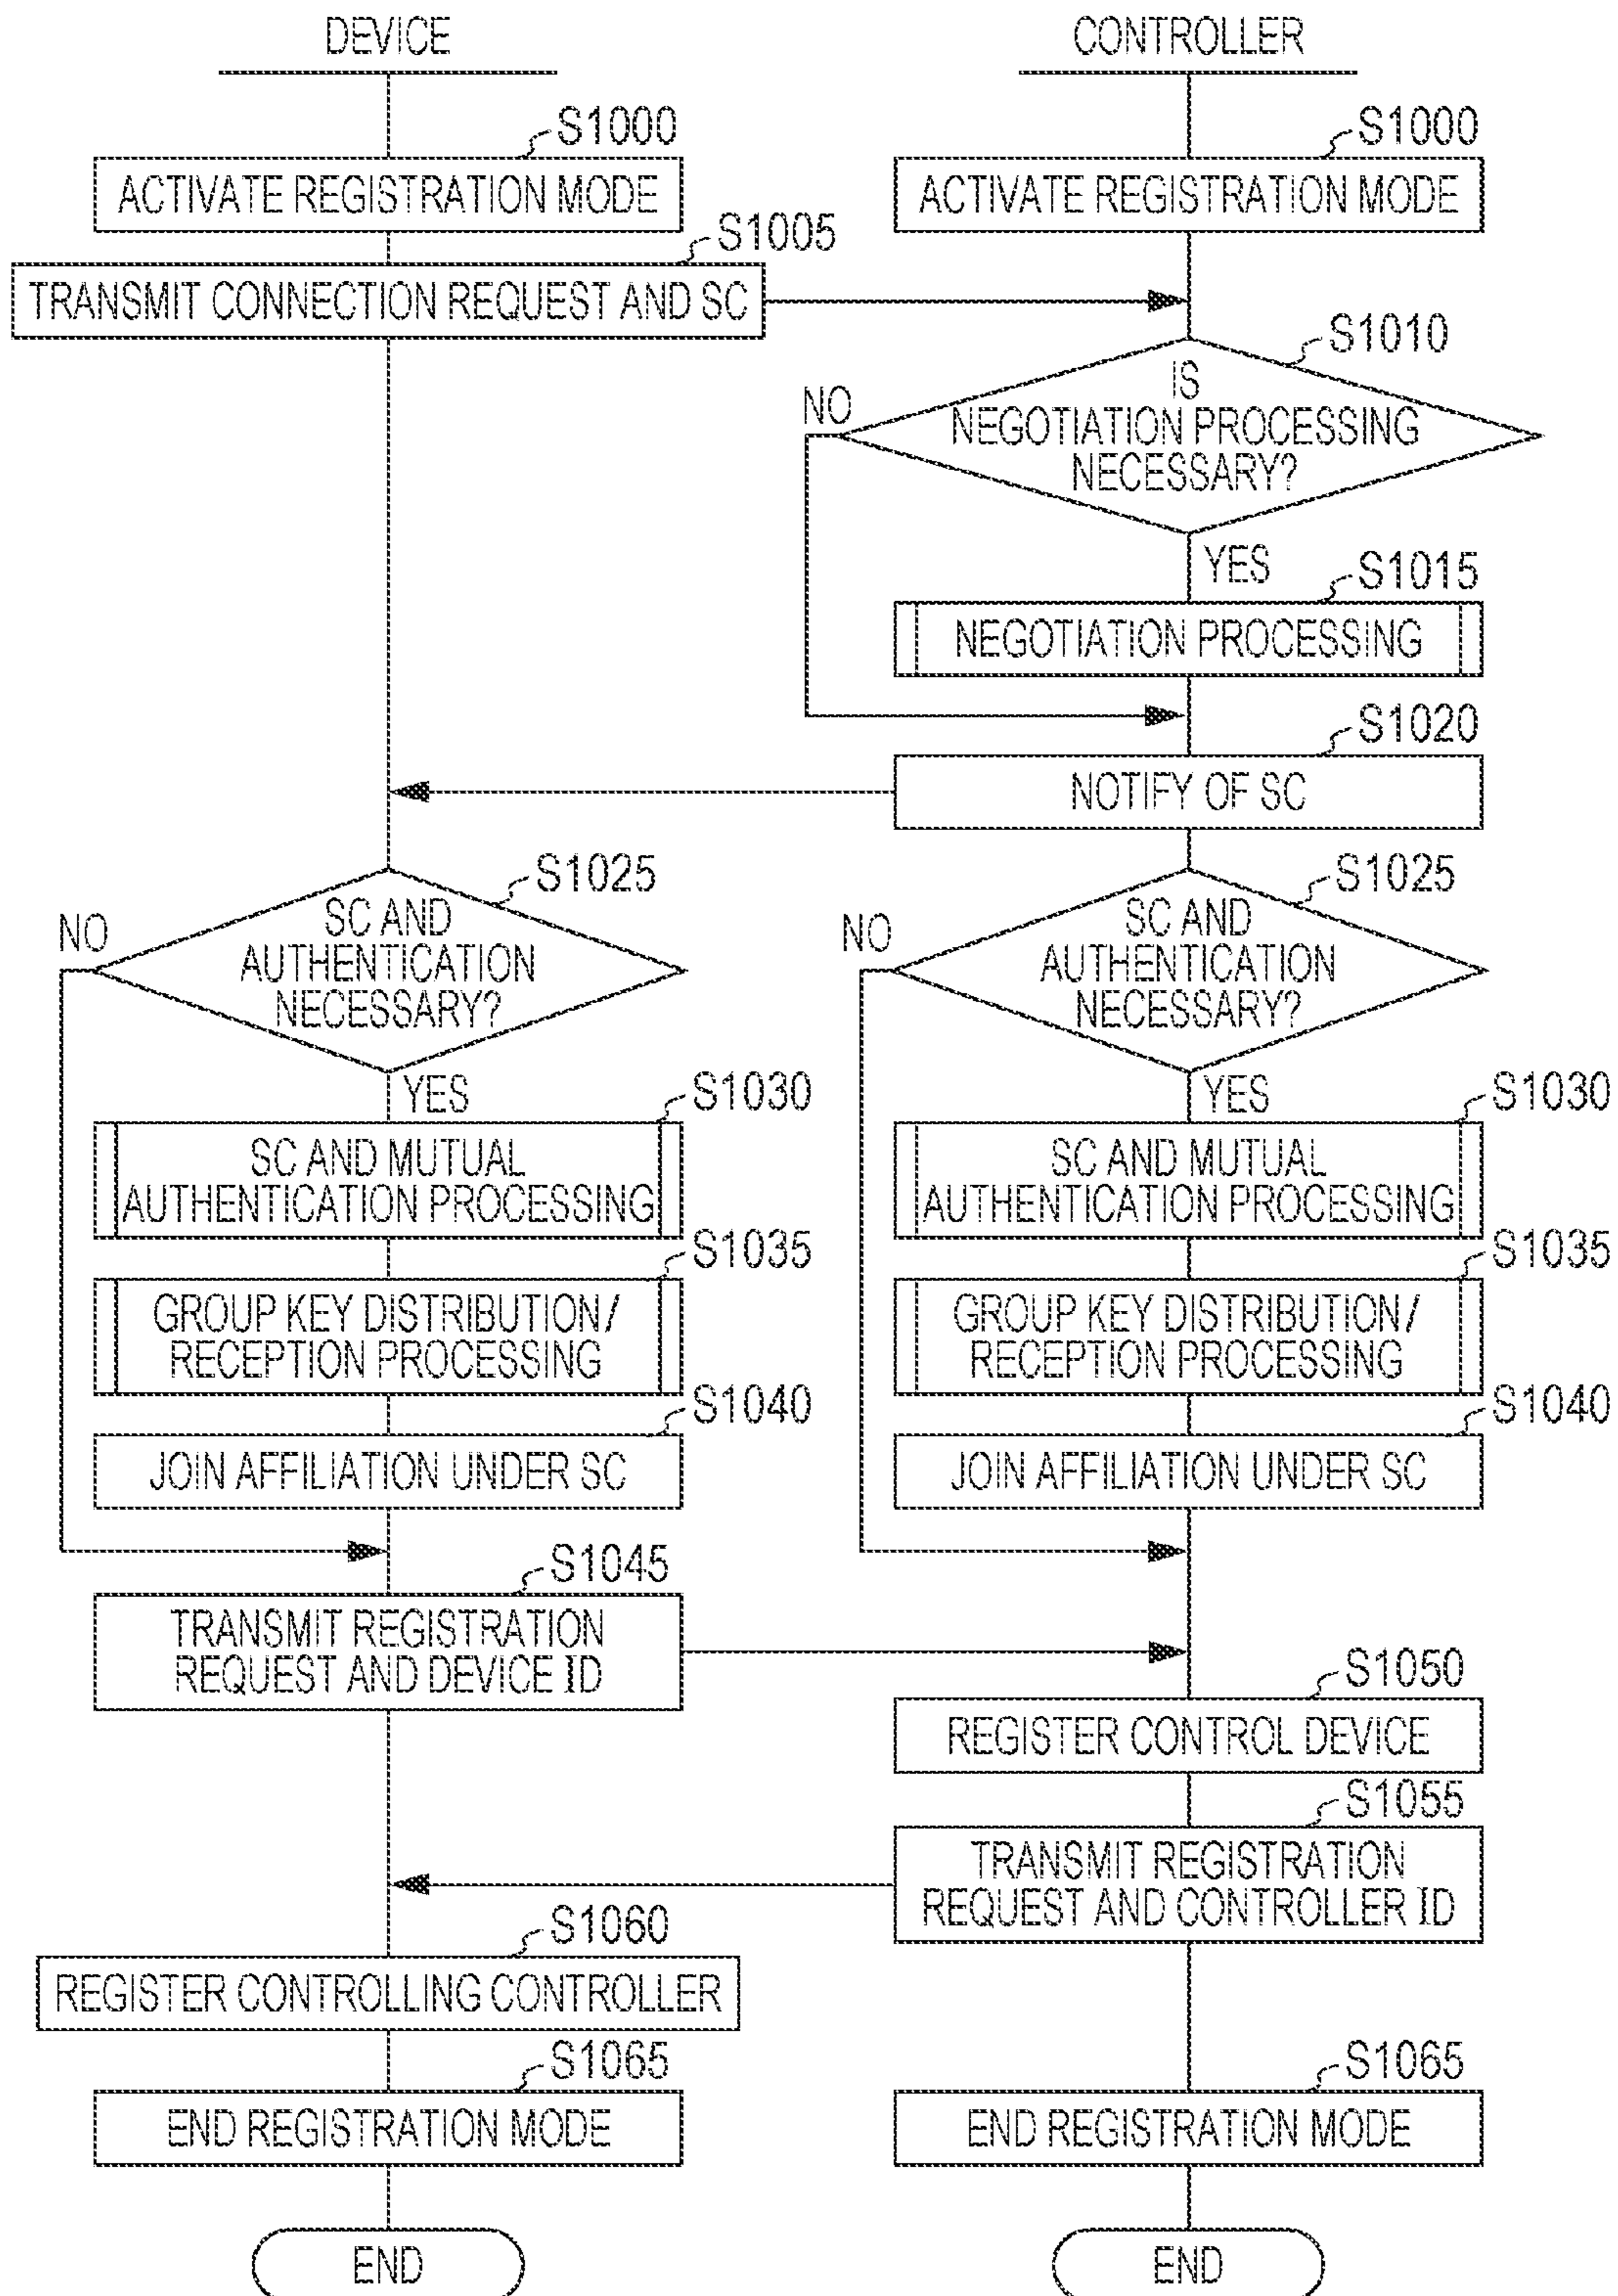 DEVICE
CONTROLLER
S1000
S1000
ACTIVATE REGISTRATION MODE
ACTIVATE REGISTRATION MODE
S1005
TRANSMIT CONNECTION REQUEST AND SC
S1010
IS
NEGOTIATION PROCESSING
NECESSARY?
NO
YES
S1015
NEGOTIATION PROCESSING
S1020
NOTIFY OF SC
S1025
SC AND
AUTHENTICATION
NECESSARY?
NO
YES
S1025
SC AND
AUTHENTICATION
NECESSARY?
NO
YES
S1030
SC AND MUTUAL
AUTHENTICATION PROCESSING
S1030
SC AND MUTUAL
AUTHENTICATION PROCESSING
S1035
GROUP KEY DISTRIBUTION/
RECEPTION PROCESSING
S1035
GROUP KEY DISTRIBUTION/
RECEPTION PROCESSING
S1040
JOIN AFFILIATION UNDER SC
S1040
JOIN AFFILIATION UNDER SC
S1045
TRANSMIT REGISTRATION
REQUEST AND DEVICE ID
S1050
REGISTER CONTROL DEVICE
S1055
TRANSMIT REGISTRATION
REQUEST AND CONTROLLER ID
S1060
REGISTER CONTROLLING CONTROLLER
S1065
END REGISTRATION MODE
S1065
END REGISTRATION MODE
END
END